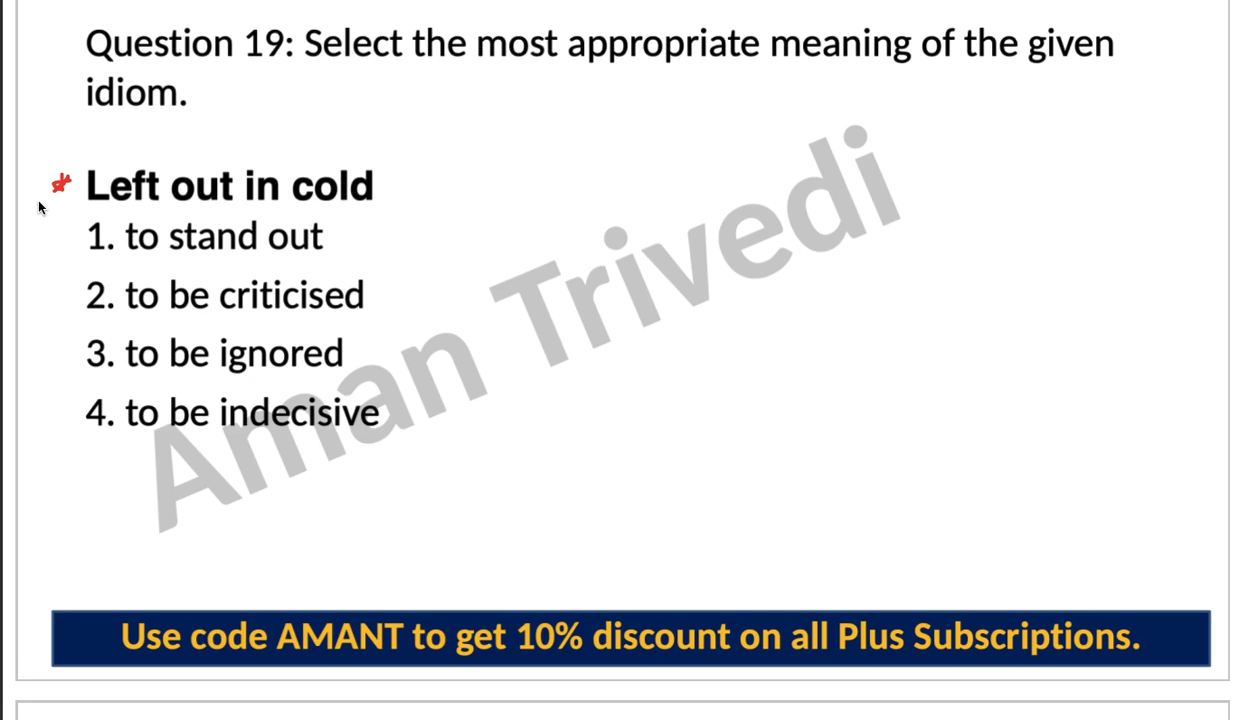 Question 19: Select the most appropriate meaning of the given
idiom.
Left out in cold
1. to stand out
2. to be criticised
3. to be ignored
4. to be indecisive
Aman Trivedi
Use code AMANT to get 10% discount on all Plus Subscriptions.